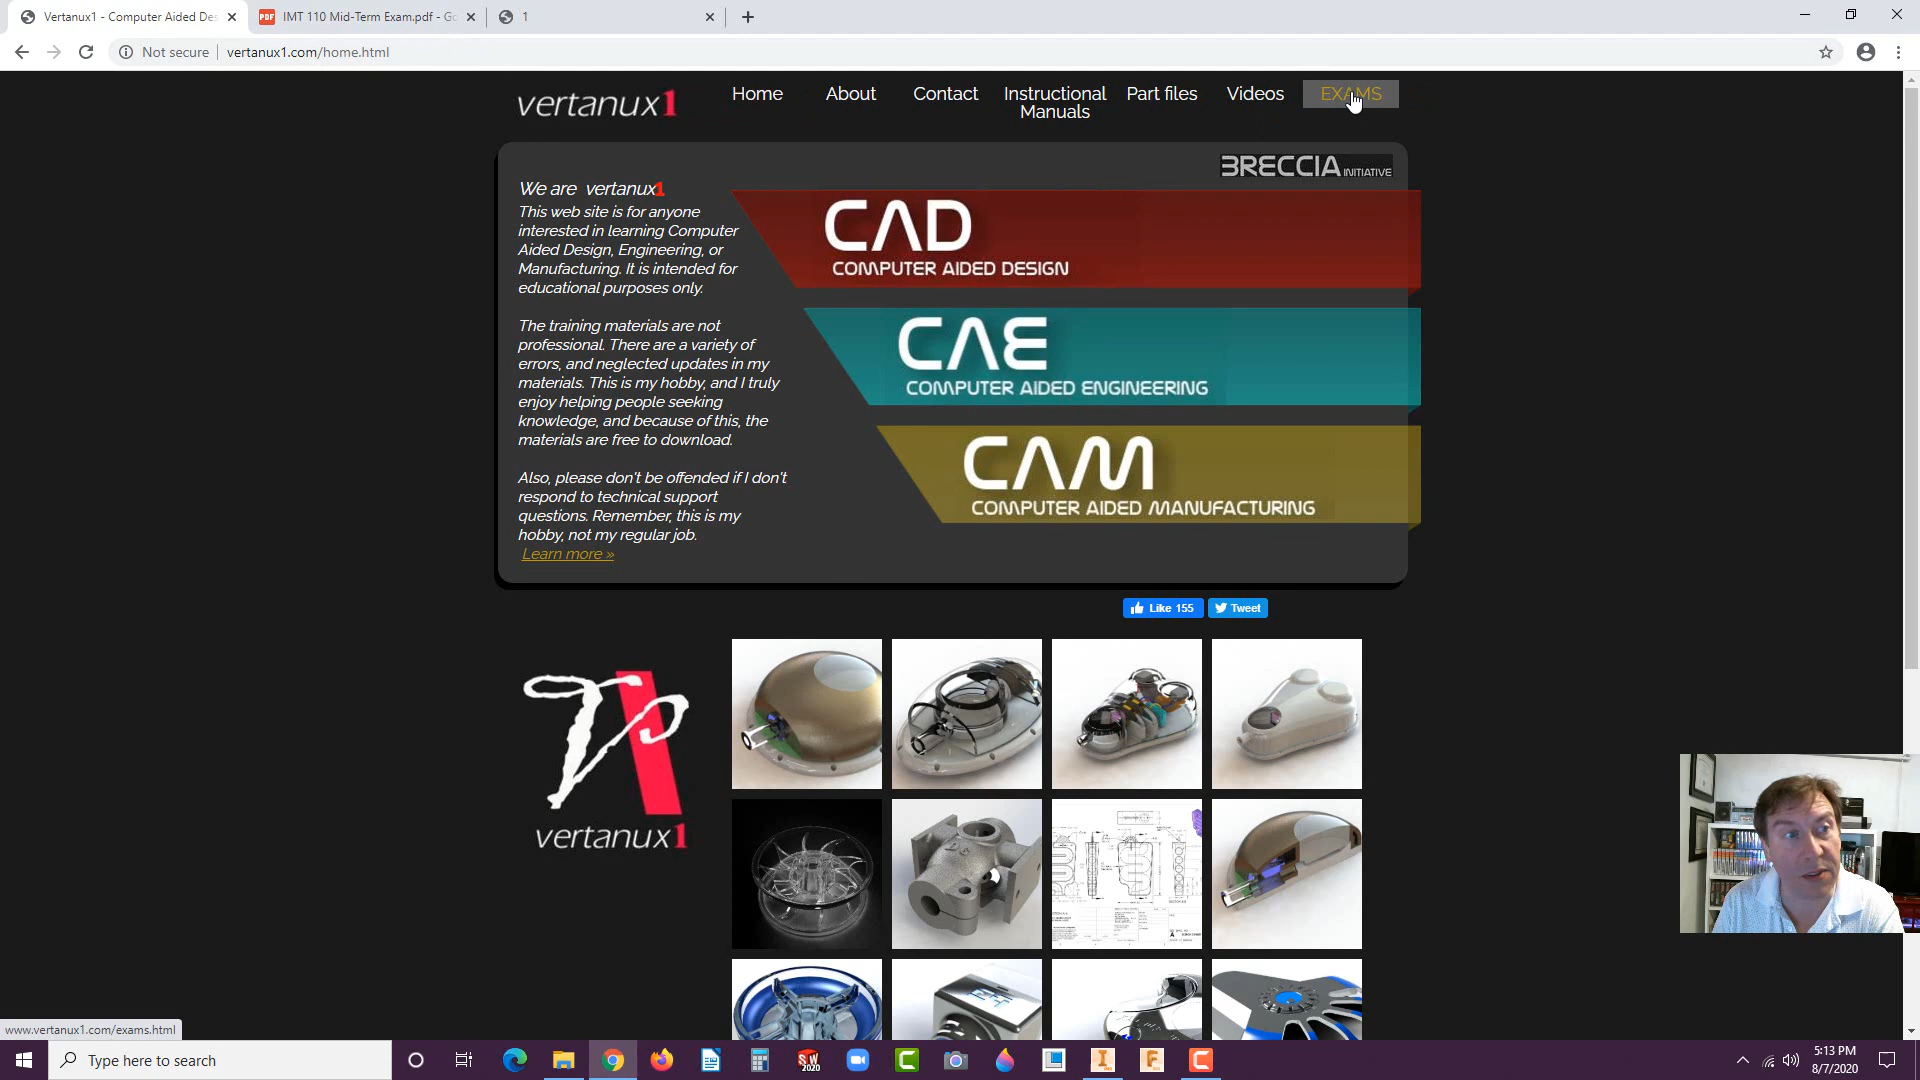 Vertanux1 - Computer Aided Des
IMT 110 Mid-Term Exam.pdf - Go
1
Not secure
vertanux1.com/home.html
vertanux1
Home
About
Contact
Instructional
Manuals
Part files
Videos
EXAMS
BRECCIA INITIATIVE
We are vertanux1
This web site is for anyone
interested in learning Computer
Aided Design, Engineering, or
Manufacturing. It is intended for
educational purposes only.
The training materials are not
professional. There are a variety of
errors, and neglected updates in my
materials. This is my hobby, and I truly
enjoy helping people seeking
knowledge, and because of this, the
materials are free to download.
Also, please don't be offended if I don't
respond to technical support
questions. Remember, this is my
hobby, not my regular job.
Learn more »
CAD
COMPUTER AIDED DESIGN
CAE
COMPUTER AIDED ENGINEERING
CAM
COMPUTER AIDED MANUFACTURING
Like 155
Tweet
vertanux1
www.vertanux1.com/exams.html
Type here to search
SW
2020
5:13 PM
8/7/2020